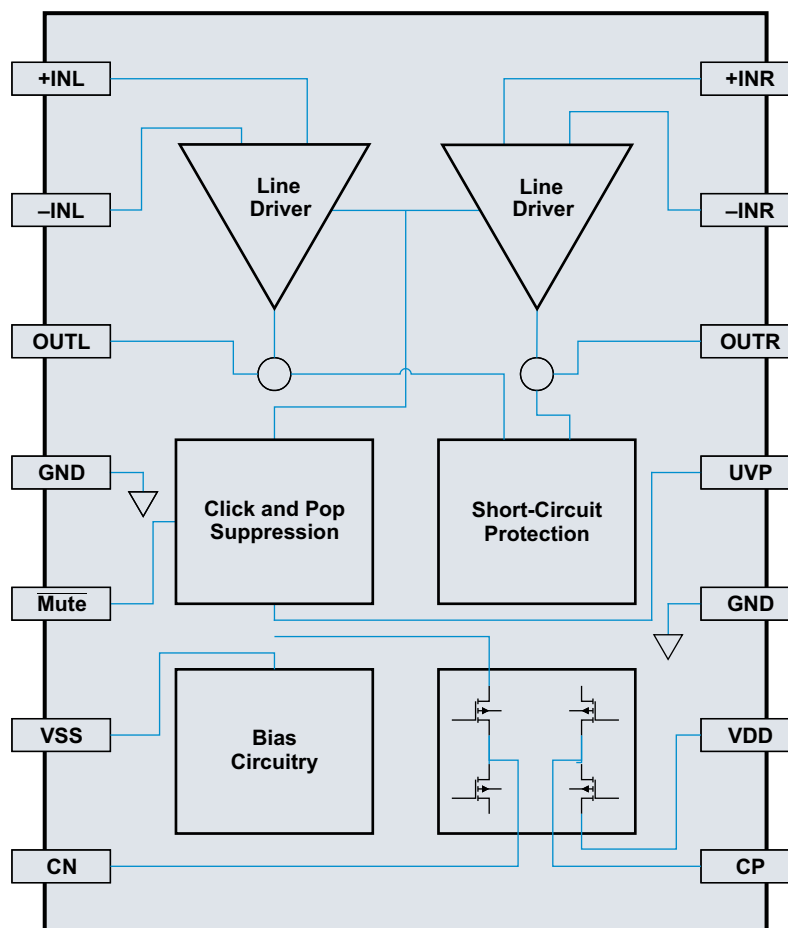 +INL
+INR
Line
Driver
Line
Driver
–INL
–INR
OUTL
OUTR
GND
UVP
Click and Pop
Suppression
Short-Circuit
Protection
Mute
GND
VSS
Bias
Circuitry
VDD
CN
CP